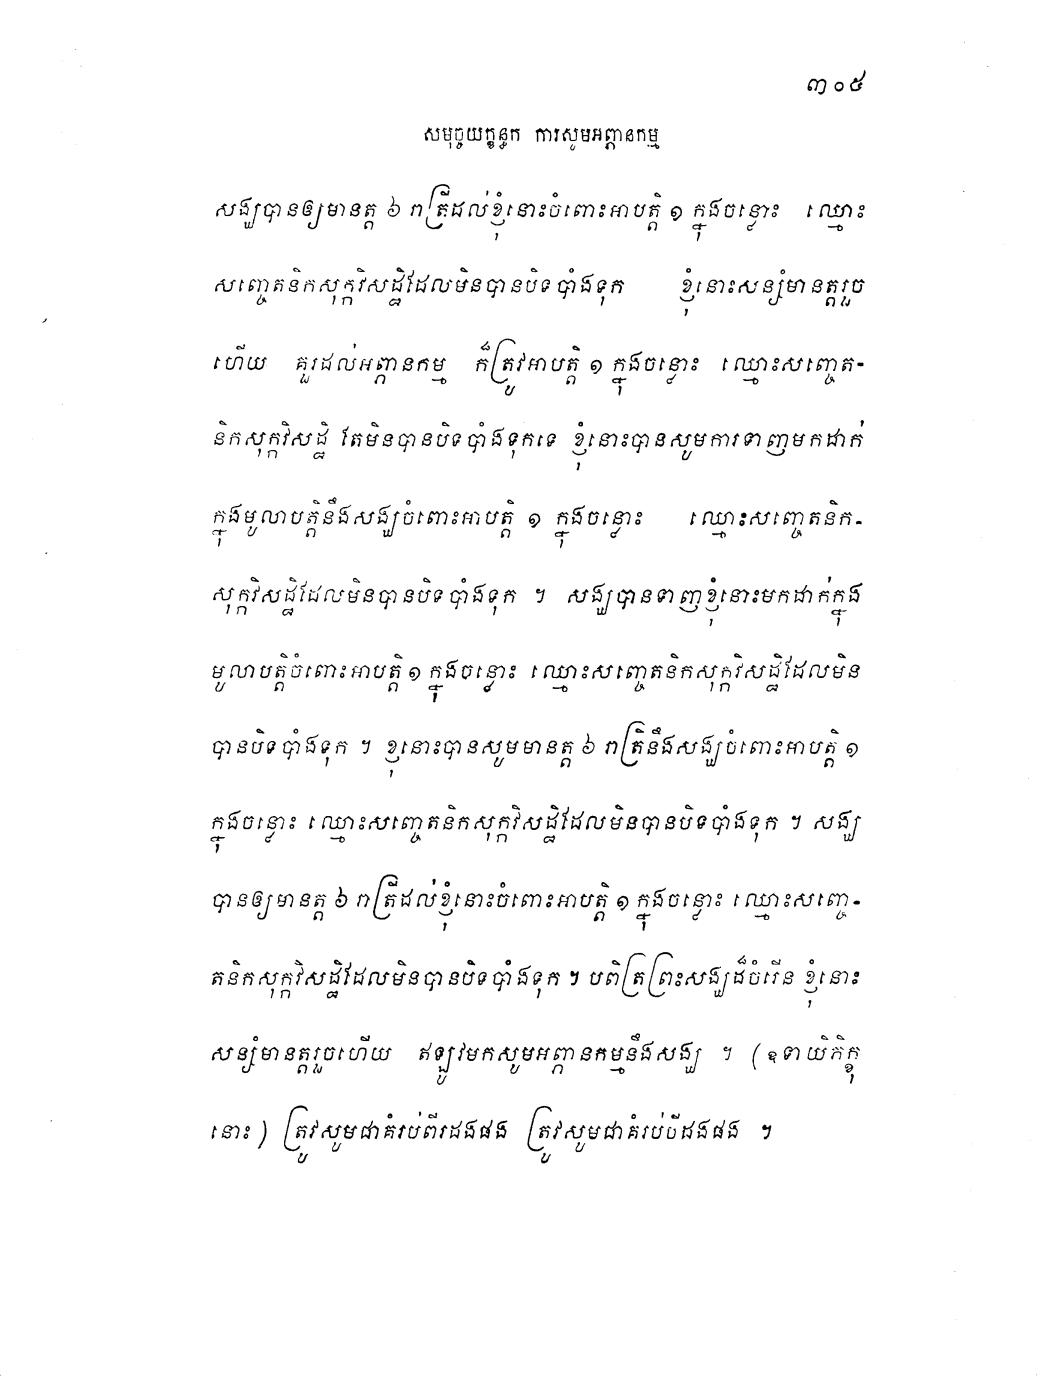 ៣០៥
សមុច្ចយក្ខន្ធក ការសូមអព្ភានកម្ម
សង្ឃបានឲ្យមានត្ត ៦ រាត្រីដល់ខ្ញុំនោះចំពោះអាបត្តិ ១ ក្នុងចន្លោះ ឈ្មោះ
សញ្ចេតនិកសុក្កវិសដ្ឋិដែលមិនបានបិទបាំងទុក ខ្ញុំនោះសន្សំមានត្តរួច
ហើយ គួរដល់អព្ភានកម្ម ក៏ត្រូវអាបត្តិ ១ ក្នុងចន្លោះ ឈ្មោះសញ្ចេត-
និកសុក្កវិសដ្ឋិ តែមិនបានបិទបាំងទុកទេ ខ្ញុំនោះបានសូមការទាញមកដាក់
ក្នុងមូលាបត្តិនឹងសង្ឃចំពោះអាបត្តិ ១ ក្នុងចន្លោះ ឈ្មោះសញ្ចេតនិក-
សុក្កវិសដ្ឋិដែលមិនបានបិទបាំងទុក ។ សង្ឃបានទាញខ្ញុំនោះមកដាក់ក្នុង
មូលាបត្តិចំពោះអាបត្តិ ១ ក្នុងចន្លោះ ឈ្មោះសញ្ចេតនិកសុក្កវិសដ្ឋិដែលមិន
បានបិទបាំងទុក ។ ខ្ញុំនោះបានសូមមានត្ត ៦ រាត្រីនឹងសង្ឃចំពោះអាបត្តិ ១
ក្នុងចន្លោះ ឈ្មោះសញ្ចេតនិកសុក្កវិសដ្ឋិដែលមិនបានបិទបាំងទុក ។ សង្ឃ
បានឲ្យមានត្ត ៦ រាត្រីដល់ខ្ញុំនោះចំពោះអាបត្តិ ១ ក្នុងចន្លោះ ឈ្មោះសញ្ចេ-
តនិកសុក្កវិសដ្ឋិដែលមិនបានបិទបាំងទុក ។ បពិត្រព្រះសង្ឃដ៏ចំរើន ខ្ញុំនោះ
សន្សំមានត្តរួចហើយ ឥឡូវមកសូមអព្ភានកម្មនឹងសង្ឃ ។ (ឧទាយិភិក្ខុ
នោះ) ត្រូវសូមជាគំរប់ពីរដងផង ត្រូវសូមជាគំរប់បីដងផង ។